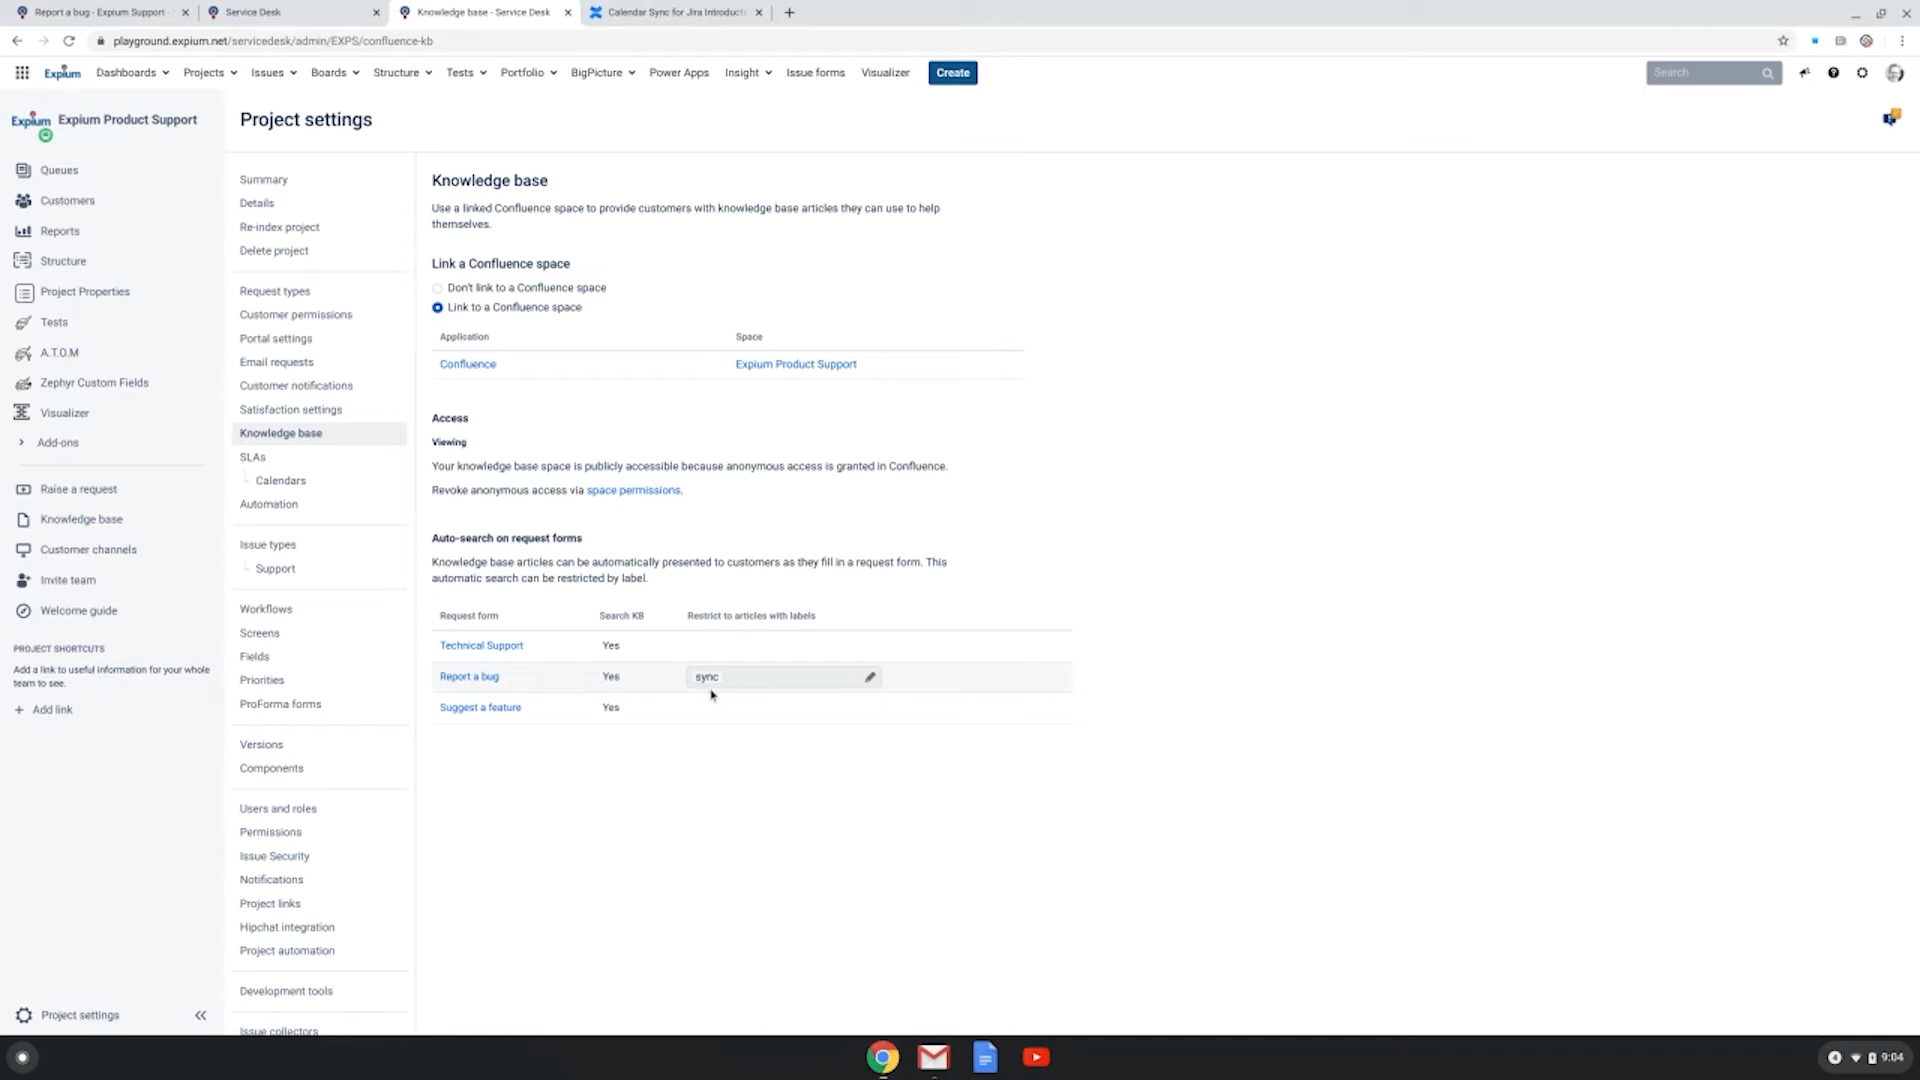 Report a bug - Expium Support -
Service Desk
Knowledge base - Service Desk
Calendar Sync for Jira Introducti
playground.expium.net/servicedesk/admin/EXPS/confluence-kb
Expium
Dashboards
Projects
Issues
Boards
Structure
Tests
Portfolio
BigPicture
Power Apps
Insight
Issue forms
Visualizer
Create
Search
Expium
Expium Product Support
Queues
Customers
Reports
Structure
Project Properties
Tests
A.T.O.M
Zephyr Custom Fields
Visualizer
Add-ons
Raise a request
Knowledge base
Customer channels
Invite team
Welcome guide
PROJECT SHORTCUTS
Add a link to useful information for your whole
team to see.
+ Add link
Project settings
Project settings
Summary
Details
Re-index project
Delete project
Request types
Customer permissions
Portal settings
Email requests
Customer notifications
Satisfaction settings
Knowledge base
SLAs
Calendars
Automation
Issue types
Support
Workflows
Screens
Fields
Priorities
ProForma forms
Versions
Components
Users and roles
Permissions
Issue Security
Notifications
Project links
Hipchat integration
Project automation
Development tools
Issue collectors
Knowledge base
Use a linked Confluence space to provide customers with knowledge base articles they can use to help
themselves.
Link a Confluence space
Don't link to a Confluence space
Link to a Confluence space
Application Space
Confluence Expium Product Support
Access
Viewing
Your knowledge base space is publicly accessible because anonymous access is granted in Confluence.
Revoke anonymous access via space permissions.
Auto-search on request forms
Knowledge base articles can be automatically presented to customers as they fill in a request form. This
automatic search can be restricted by label.
Request form Search KB Restrict to articles with labels
Technical Support Yes
Report a bug Yes sync
Suggest a feature Yes
4 9:04